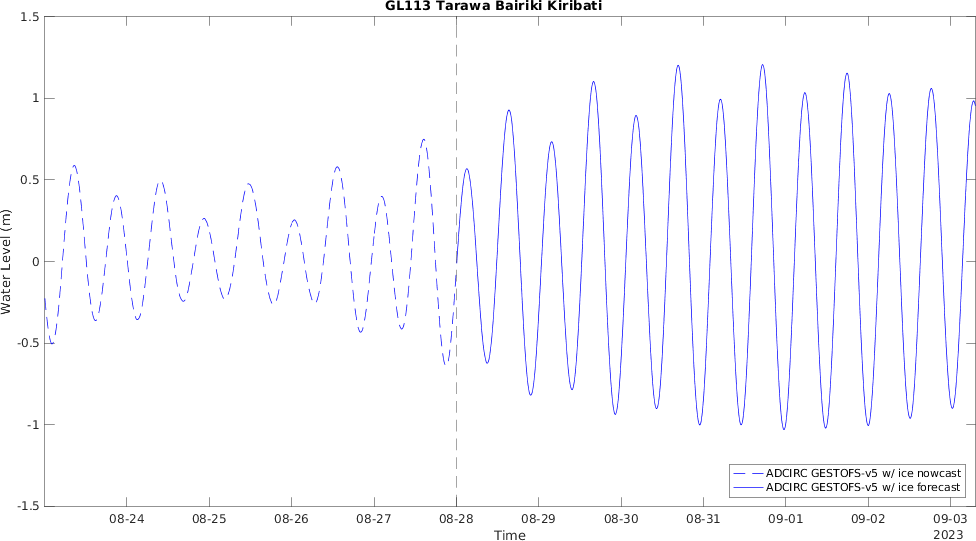 GL113 Tarawa Bairiki Kiribati
1.5
1
0.5
0
-0.5
-1
-1.5
Water Level (m)
08-24 08-25 08-26 08-27 08-28 08-29 08-30 08-31 09-01 09-02 09-03
Time
2023
ADCIRC GESTOFS-v5 w/ ice nowcast
ADCIRC GESTOFS-v5 w/ ice forecast